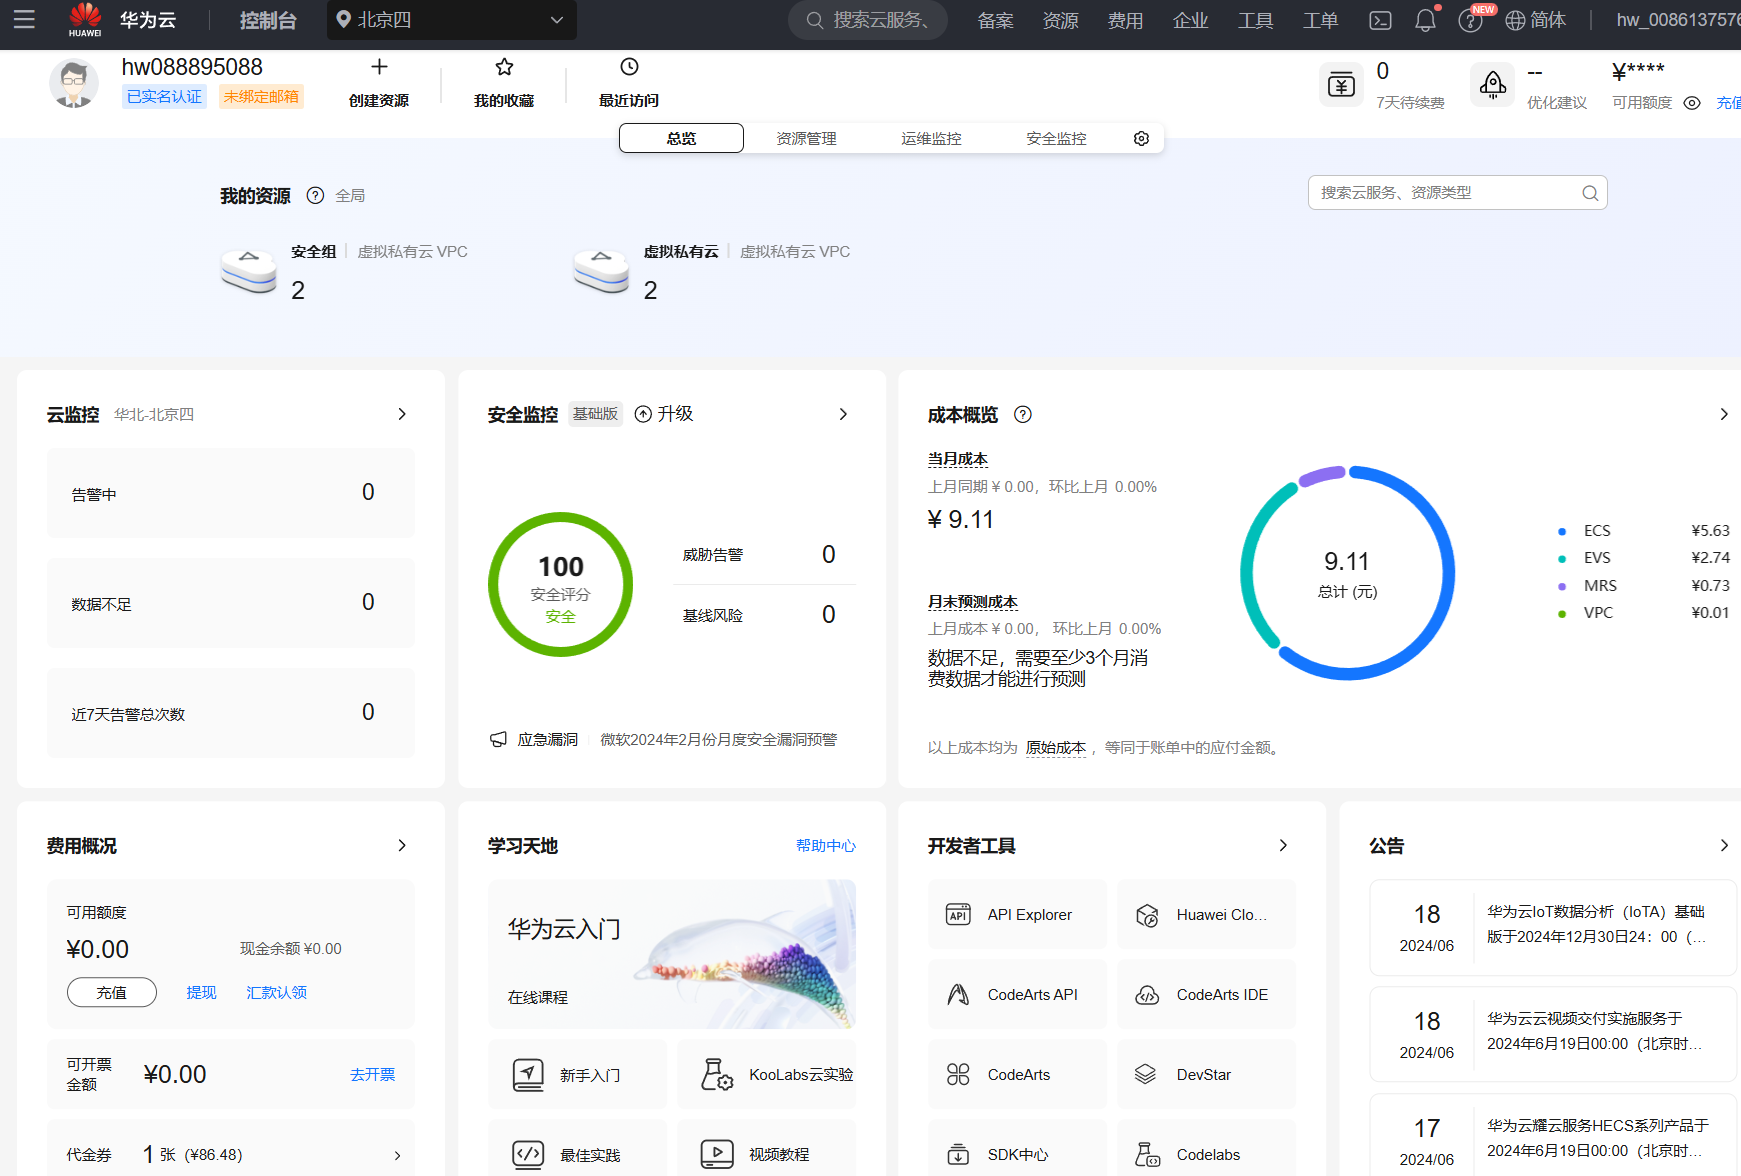 HUAWEI
华为云
控制台
北京四
搜索云服务、
备案
资源
费用
企业
工具
工单
NEW
简体
hw_0086137576
hw088895088
已实名认证
未绑定邮箱
创建资源
我的收藏
最近访问
0
7天待续费
--
优化建议
¥****
可用额度
充值
总览
资源管理
运维监控
安全监控
我的资源
全局
搜索云服务、资源类型
安全组
虚拟私有云 VPC
2
虚拟私有云
虚拟私有云 VPC
2
云监控
华北-北京四
告警中
0
数据不足
0
近7天告警总次数
0
安全监控
基础版
升级
100
安全评分
安全
威胁告警
0
基线风险
0
应急漏洞
微软2024年2月份月度安全漏洞预警
成本概览
当月成本
上月同期 ¥ 0.00，环比上月 0.00%
¥ 9.11
月末预测成本
上月成本 ¥ 0.00， 环比上月 0.00%
数据不足，需要至少3个月消
费数据才能进行预测
9.11
总计 (元)
ECS ¥5.63
EVS ¥2.74
MRS ¥0.73
VPC ¥0.01
以上成本均为 原始成本 ，等同于账单中的应付金额。
费用概况
可用额度
¥0.00
现金余额 ¥0.00
充值
提现
汇款认领
可开票
金额
¥0.00
去开票
代金券
1 张 (¥86.48)
学习天地
帮助中心
华为云入门
在线课程
新手入门
KooLabs云实验
最佳实践
视频教程
开发者工具
API
API Explorer
Huawei Clo...
CodeArts API
CodeArts IDE
CodeArts
DevStar
SDK中心
Codelabs
公告
18
2024/06
华为云IoT数据分析（IoTA）基础
版于2024年12月30日24：00（...
18
2024/06
华为云云视频交付实施服务于
2024年6月19日00:00（北京时...
17
2024/06
华为云耀云服务HECS系列产品于
2024年6月19日00:00（北京时...